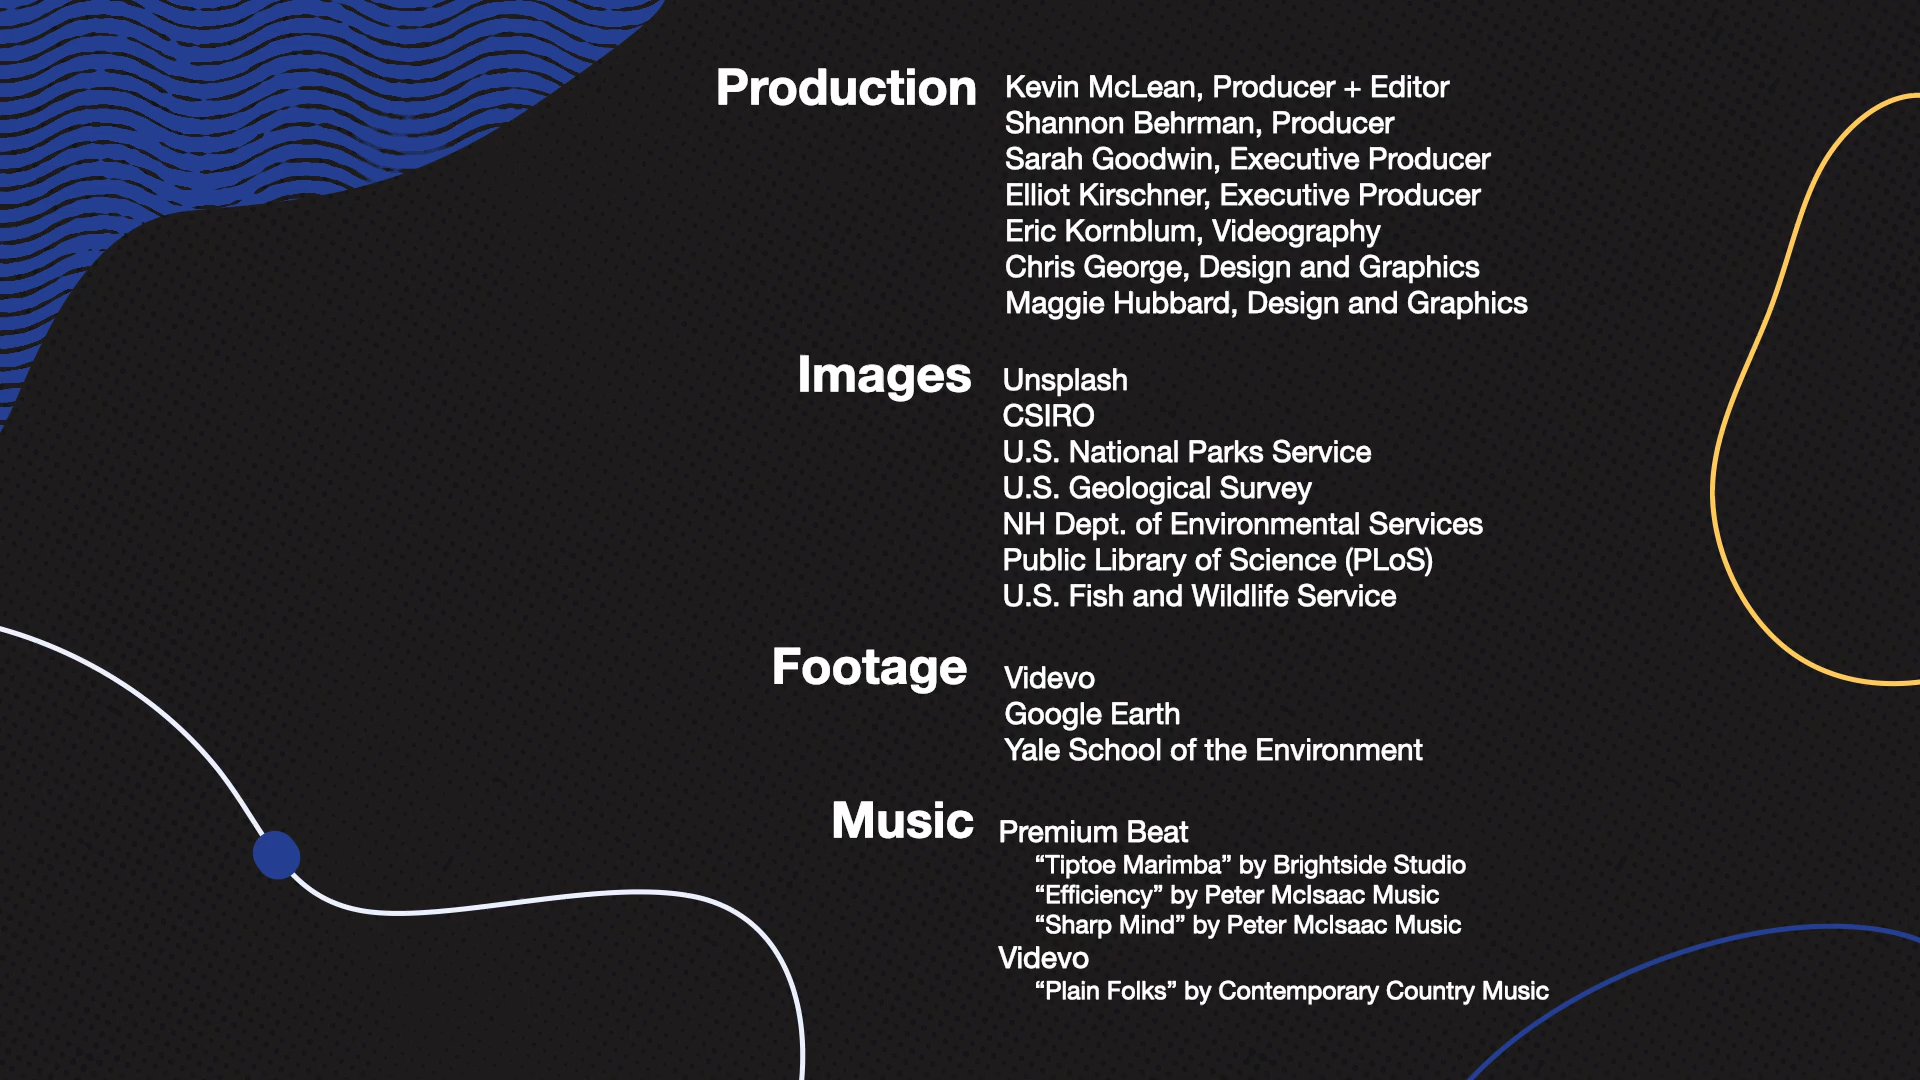 Production
Kevin McLean, Producer + Editor
Shannon Behrman, Producer
Sarah Goodwin, Executive Producer
Elliot Kirschner, Executive Producer
Eric Kornblum, Videography
Chris George, Design and Graphics
Maggie Hubbard, Design and Graphics
Images
Unsplash
CSIRO
U.S. National Parks Service
U.S. Geological Survey
NH Dept. of Environmental Services
Public Library of Science (PLoS)
U.S. Fish and Wildlife Service
Footage
Videvo
Google Earth
Yale School of the Environment
Music
Premium Beat
“Tiptoe Marimba” by Brightside Studio
“Efficiency” by Peter McIsaac Music
“Sharp Mind” by Peter McIsaac Music
Videvo
“Plain Folks” by Contemporary Country Music